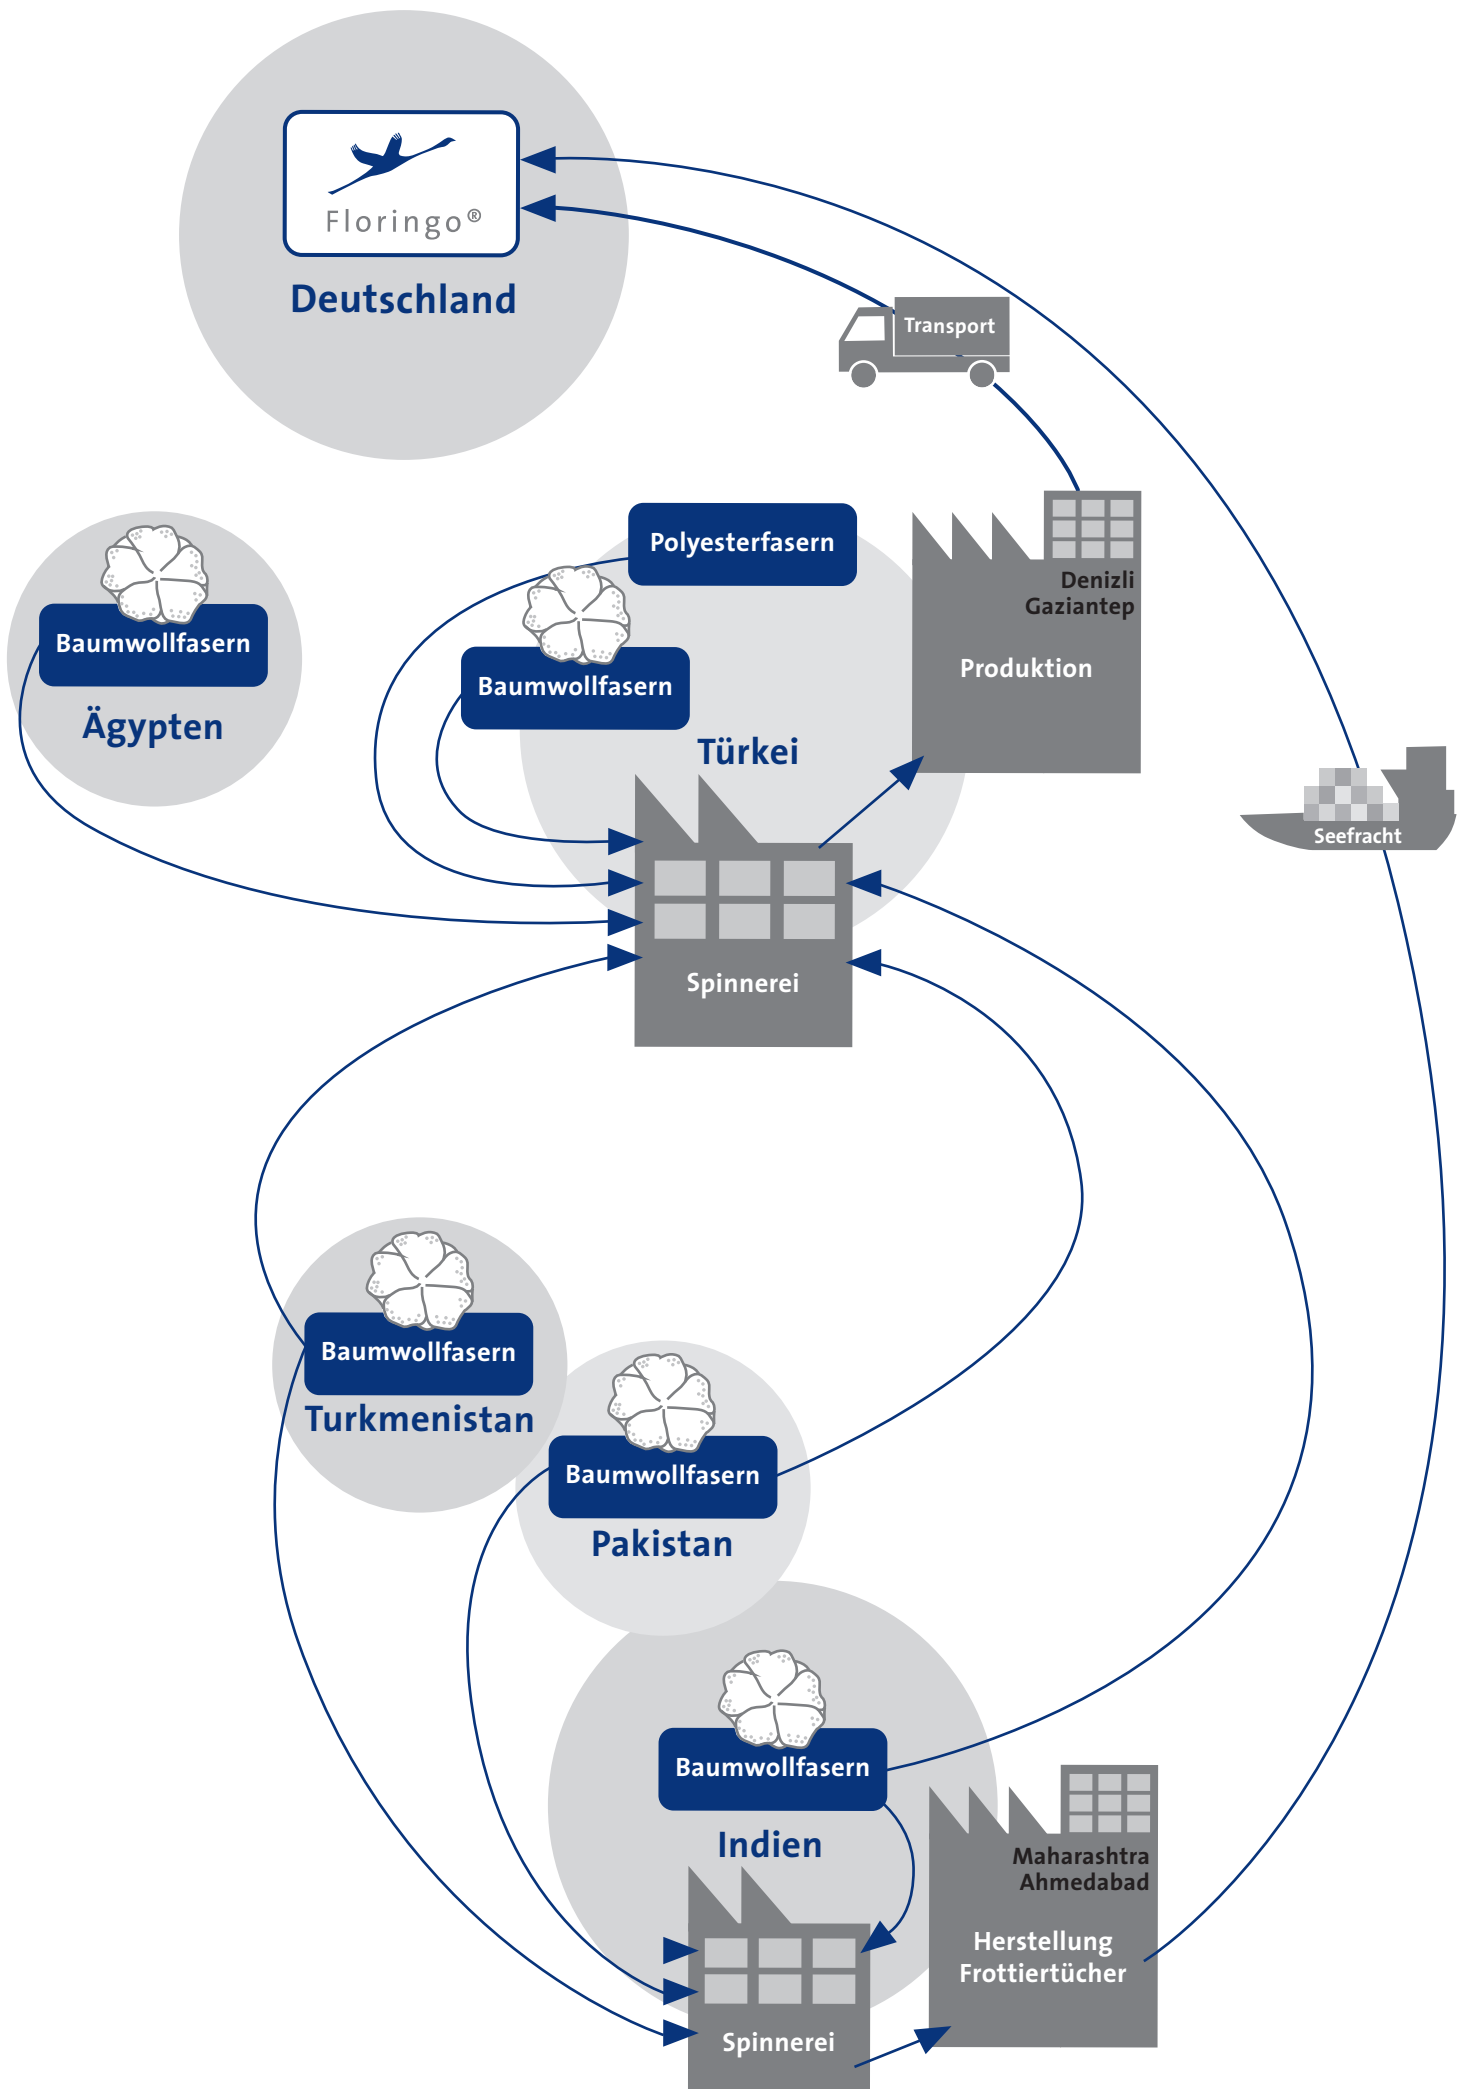 Floringo®
Deutschland
Transport
Polyesterfasern
Denizli
Gaziantep
Produktion
Baumwollfasern
Ägypten
Baumwollfasern
Türkei
Seefracht
Spinnerei
Baumwollfasern
Turkmenistan
Baumwollfasern
Pakistan
Baumwollfasern
Indien
Maharashtra
Ahmedabad
Herstellung
Frottiertücher
Spinnerei